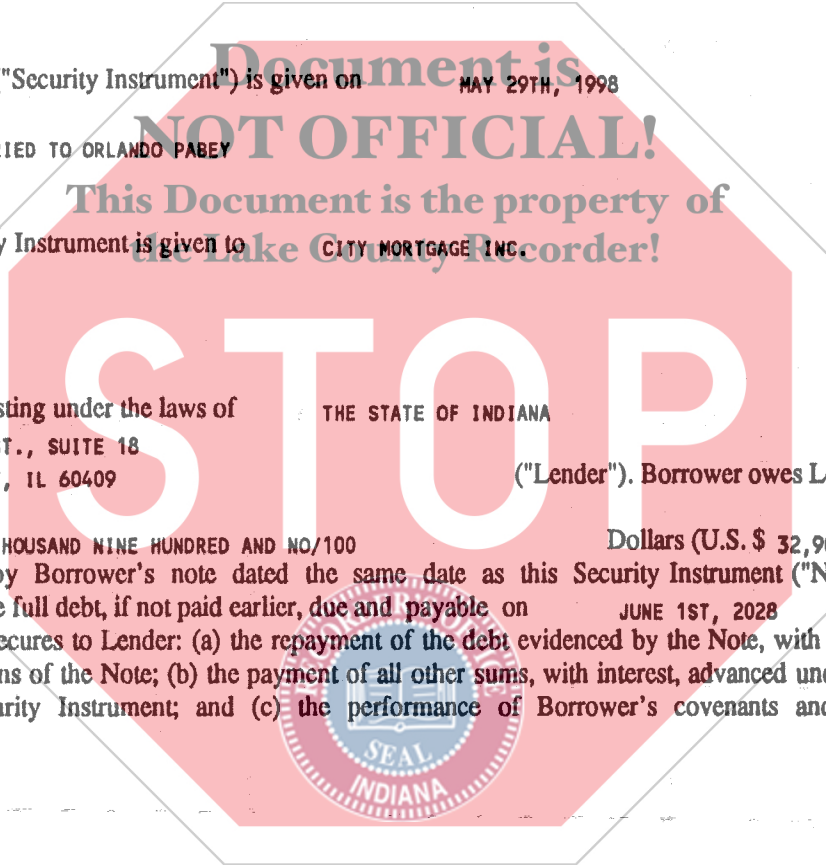 Document is
("Security Instrument") is given on MAY 29TH, 1998
NOT OFFICIAL!
IED TO ORLANDO PABEY
This Document is the property of
y Instrument is given to CITY MORTGAGE INC.
the Lake County Recorder!
STOP
sting under the laws of THE STATE OF INDIANA
T., SUITE 18
, IL 60409
("Lender"). Borrower owes L
HOUSAND NINE HUNDRED AND NO/100 Dollars (U.S. $ 32,90
by Borrower's note dated the same date as this Security Instrument ("N
e full debt, if not paid earlier, due and payable on JUNE 1ST, 2028
ecures to Lender: (a) the repayment of the debt evidenced by the Note, with
ns of the Note; (b) the payment of all other sums, with interest, advanced und
urity Instrument; and (c) the performance of Borrower's covenants and
RECORDER'S OFFICE
SEAL
INDIANA